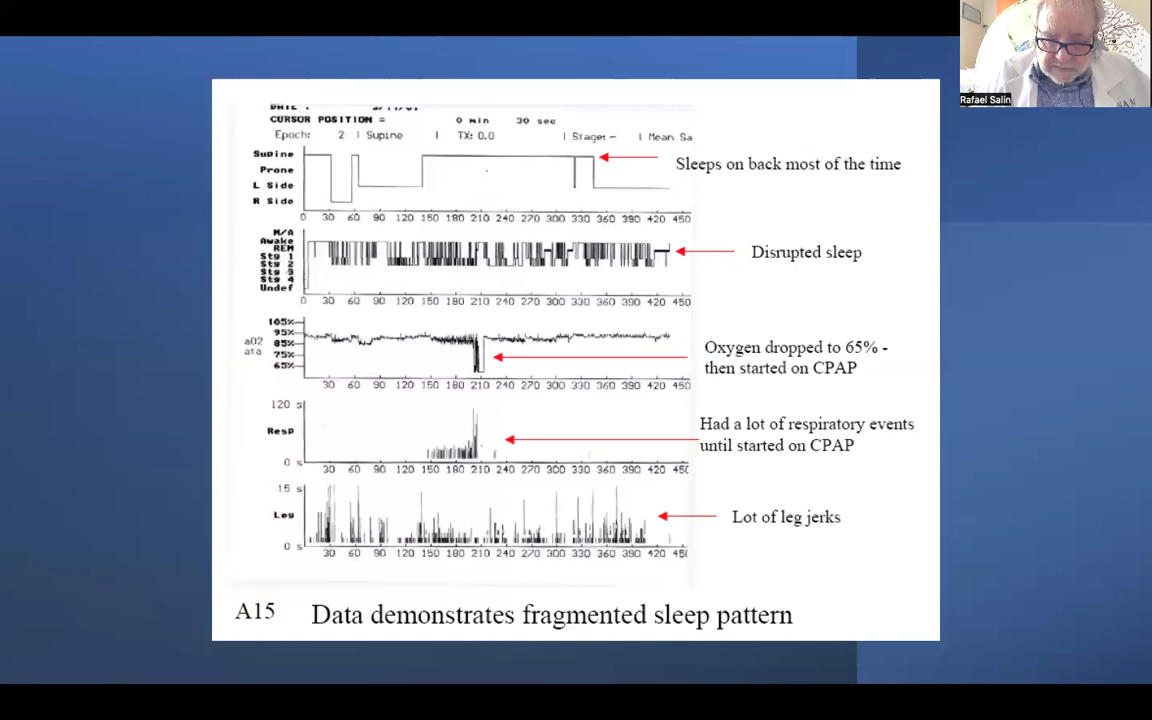 Rafael Salin
CURSOR POSITION = 0 min 30 sec
Epoch: 2 | Supine | TX: 0.0 | Stage: - | Mean Sa
Supine
Prone
L Side
R Side
0 30 60 90 120 150 180 210 240 270 300 330 360 390 420 450
Sleeps on back most of the time
M/A
Awake
REM
Stg 1
Stg 2
Stg 3
Stg 4
Undef
0 30 60 90 120 150 180 210 240 270 300 330 360 390 420 450
Disrupted sleep
105%
95%
85%
75%
65%
aO2
ata
30 60 90 120 150 180 210 240 270 300 330 360 390 420 450
Oxygen dropped to 65% -
then started on CPAP
120 s
Resp
0 s
30 60 90 120 150 180 210 240 270 300 330 360 390 420 450
Had a lot of respiratory events
until started on CPAP
15 s
Leg
0 s
30 60 90 120 150 180 210 240 270 300 330 360 390 420 450
Lot of leg jerks
A15 Data demonstrates fragmented sleep pattern